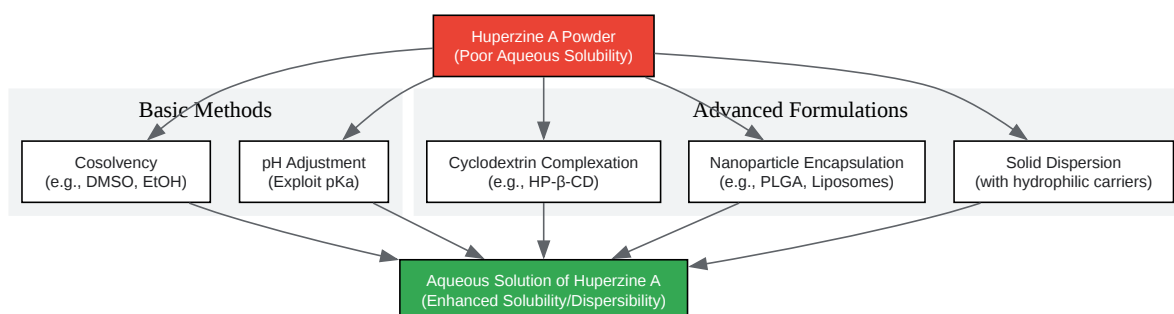 Huperzine A Powder
(Poor Aqueous Solubility)
Basic Methods
Advanced Formulations
Cosolvency
(e.g., DMSO, EtOH)
pH Adjustment
(Exploit pKa)
Cyclodextrin Complexation
(e.g., HP-β-CD)
Nanoparticle Encapsulation
(e.g., PLGA, Liposomes)
Solid Dispersion
(with hydrophilic carriers)
Aqueous Solution of Huperzine A
(Enhanced Solubility/Dispersibility)